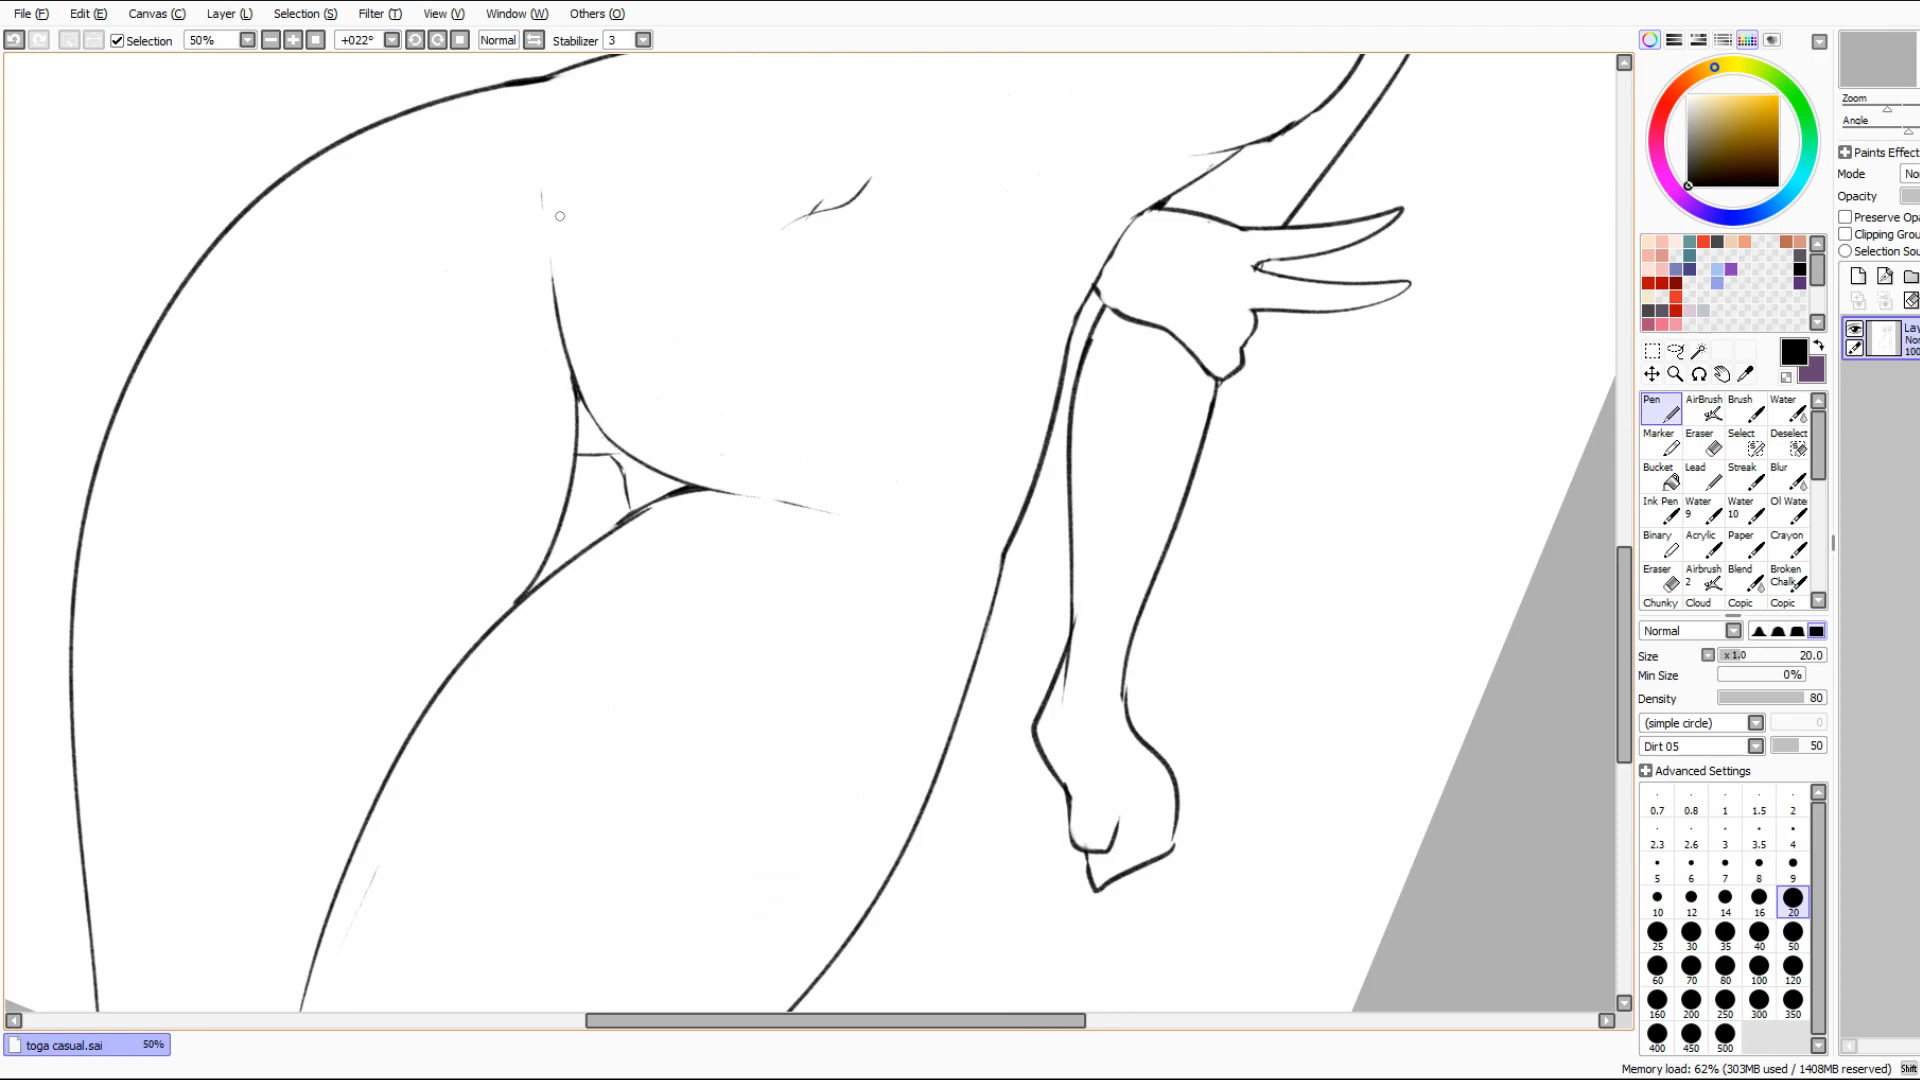 File (F) Edit (E) Canvas (C) Layer (L) Selection (S) Filter (T) View (V) Window (W) Others (O)
Selection 50% +022° Normal Stabilizer 3
Zoom
Angle
Paints Effect
Mode No
Opacity
Preserve Opa
Clipping Grou
Selection Sou
Lay
Nor
100
Pen AirBrush Brush Water
Marker Eraser Select Deselect
Bucket Lead Streak Blur
Ink Pen Water 9 Water 10 Ol Wate
Binary Acrylic Paper Crayon
Eraser Airbrush 2 Blend Broken Chalk
Chunky Cloud Copic Copic
Normal
Size x 1.0 20.0
Min Size 0%
Density 80
(simple circle) 0
Dirt 05 50
Advanced Settings
0.7 0.8 1 1.5 2
2.3 2.6 3 3.5 4
5 6 7 8 9
10 12 14 16 20
25 30 35 40 50
60 70 80 100 120
160 200 250 300 350
400 450 500
toga casual.sai 50%
Memory load: 62% (303MB used / 1408MB reserved) Shift